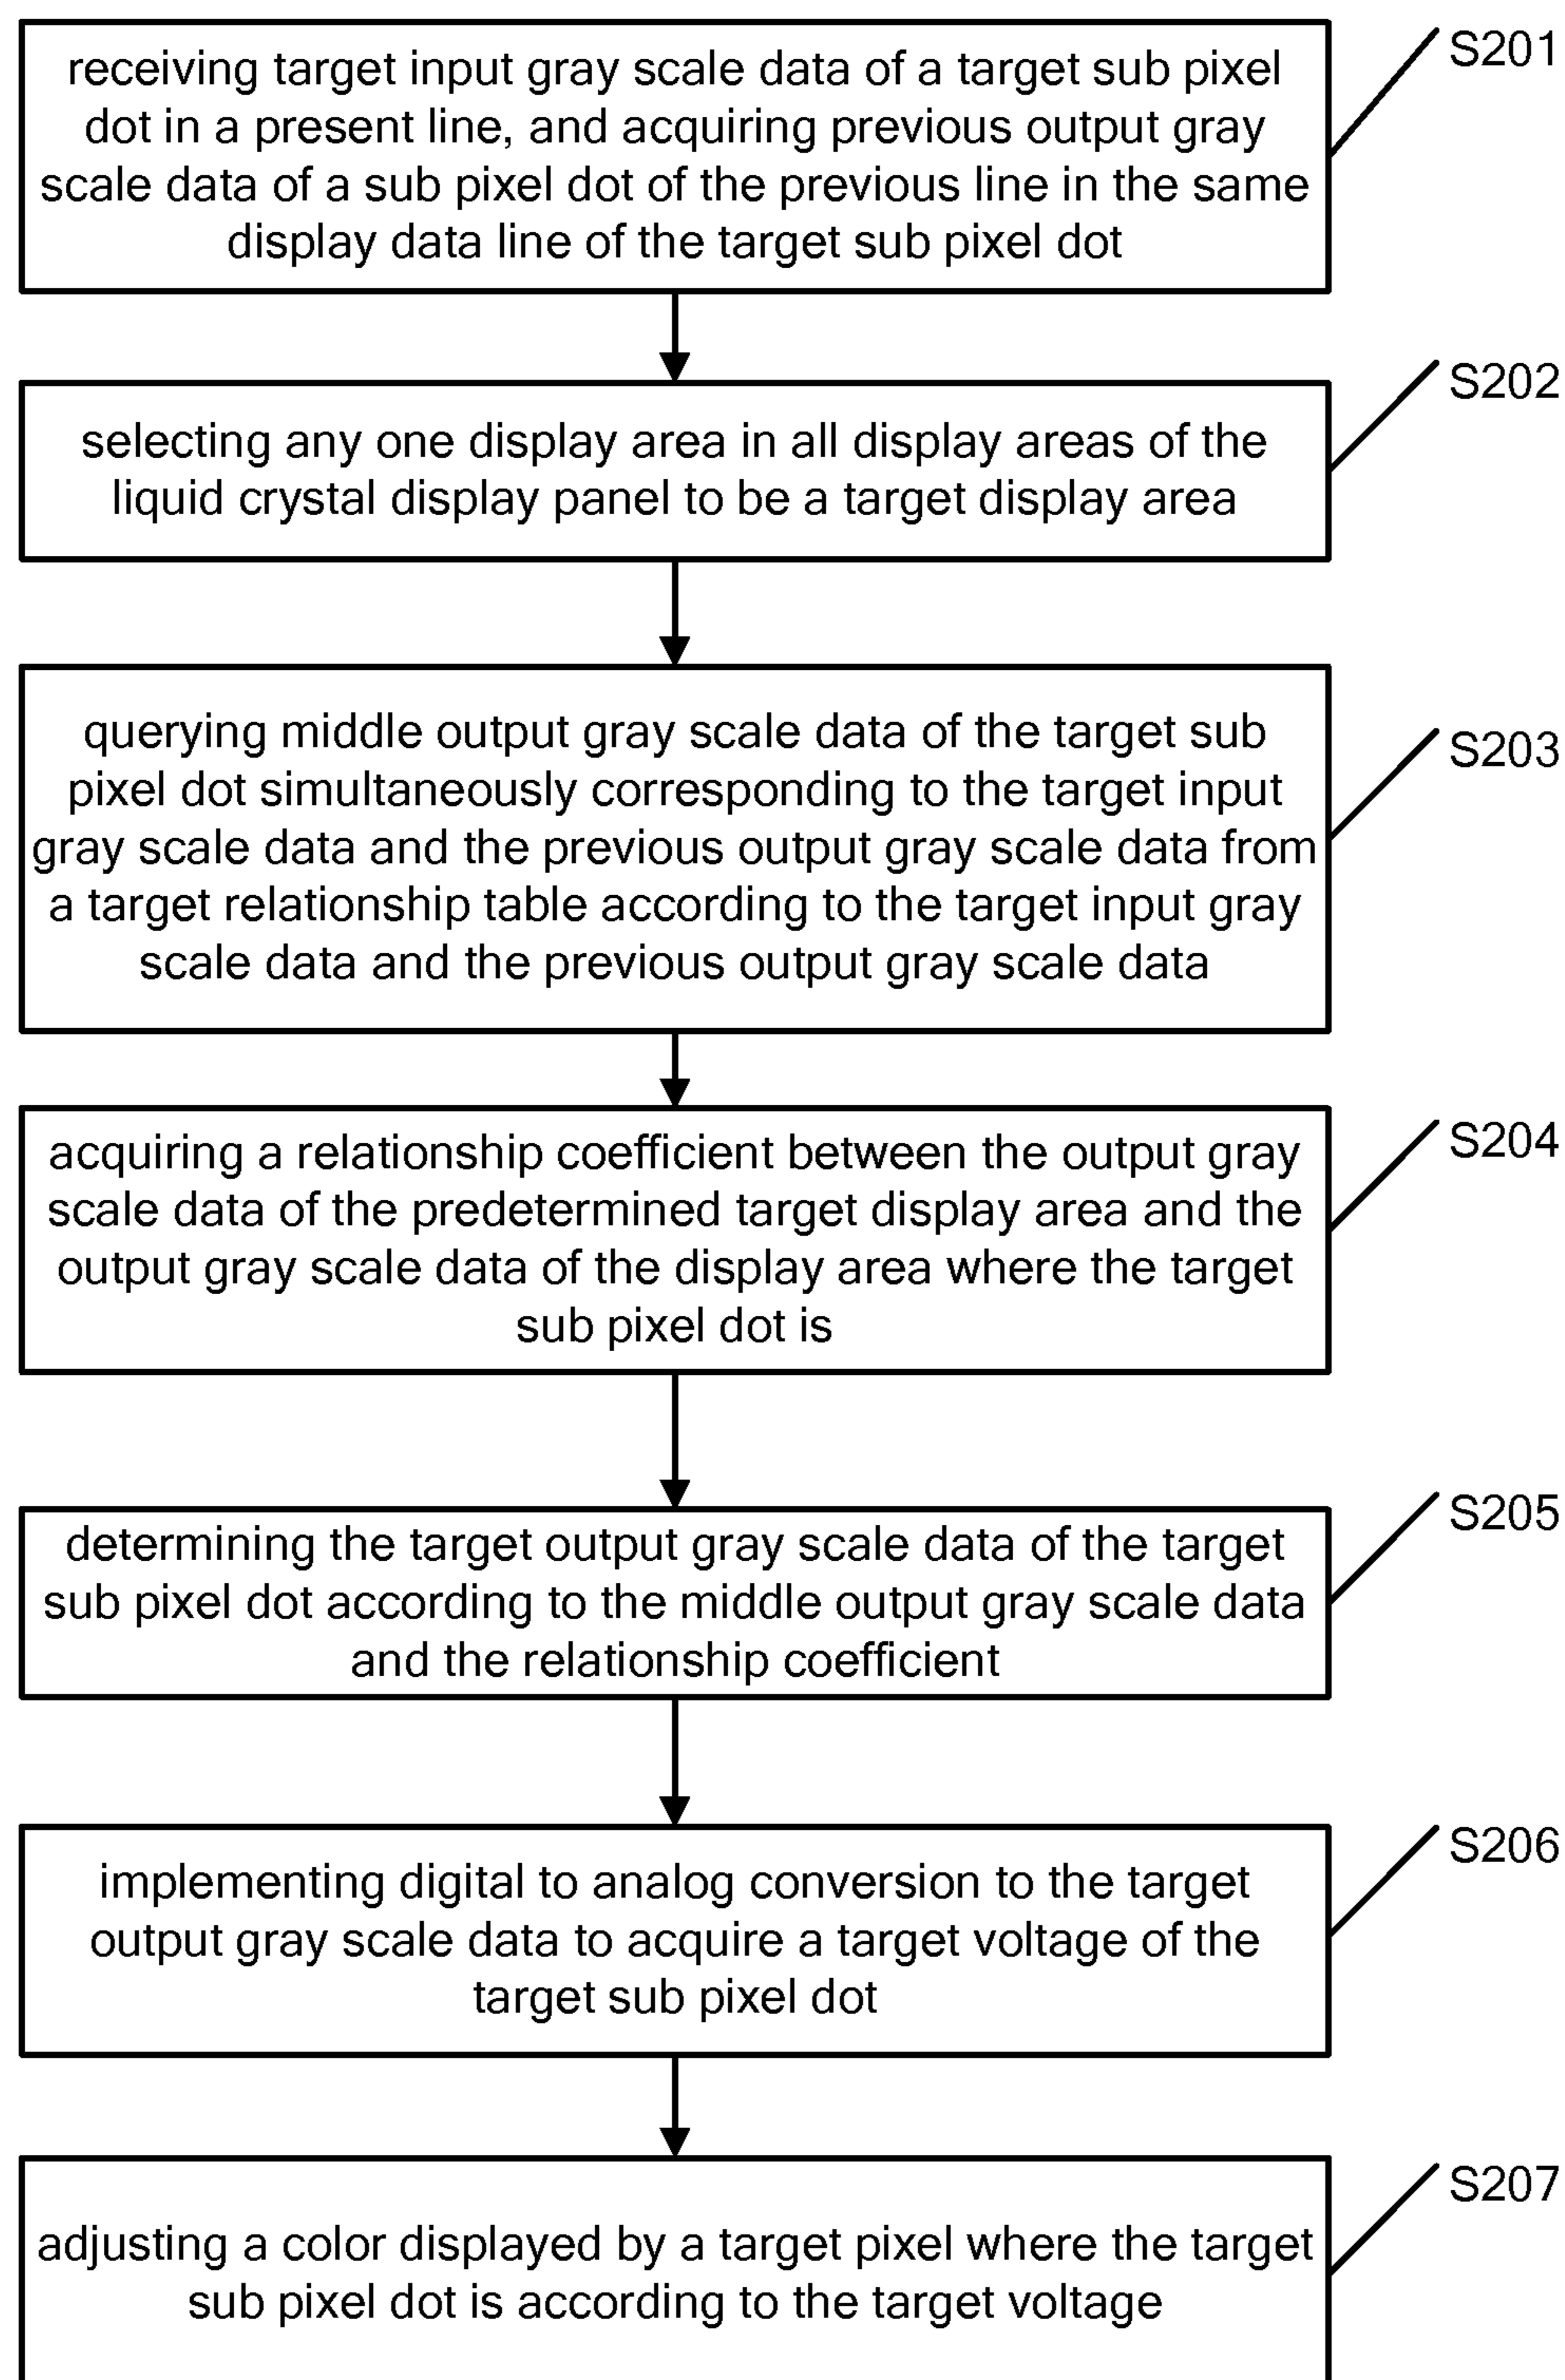 receiving target input gray scale data of a target sub pixel
dot in a present line, and acquiring previous output gray
scale data of a sub pixel dot of the previous line in the same
display data line of the target sub pixel dot
S201
selecting any one display area in all display areas of the
liquid crystal display panel to be a target display area
S202
querying middle output gray scale data of the target sub
pixel dot simultaneously corresponding to the target input
gray scale data and the previous output gray scale data from
a target relationship table according to the target input gray
scale data and the previous output gray scale data
S203
acquiring a relationship coefficient between the output gray
scale data of the predetermined target display area and the
output gray scale data of the display area where the target
sub pixel dot is
S204
determining the target output gray scale data of the target
sub pixel dot according to the middle output gray scale data
and the relationship coefficient
S205
implementing digital to analog conversion to the target
output gray scale data to acquire a target voltage of the
target sub pixel dot
S206
adjusting a color displayed by a target pixel where the target
sub pixel dot is according to the target voltage
S207